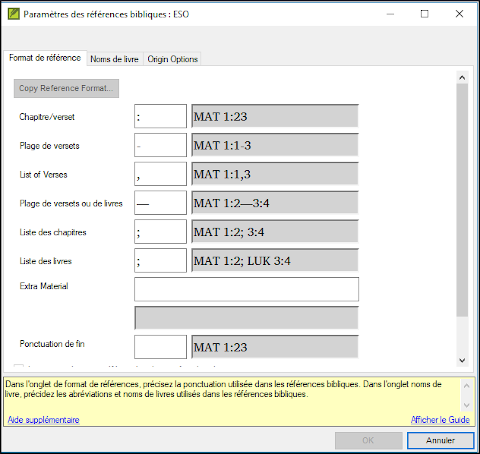 Paramètres des références bibliques : ESO
Format de référence Noms de livre Origin Options
Copy Reference Format...
Chapitre/verset : MAT 1:23
Plage de versets - MAT 1:1-3
List of Verses , MAT 1:1,3
Plage de versets ou de livres — MAT 1:2—3:4
Liste des chapitres ; MAT 1:2; 3:4
Liste des livres ; MAT 1:2; LUK 3:4
Extra Material
Ponctuation de fin MAT 1:23
Dans l'onglet de format de références, précisez la ponctuation utilisée dans les références bibliques. Dans l'onglet noms de
livre, précidez les abréviations et noms de livres utilisés dans les références bibliques.
Aide supplémentaire Afficher le Guide
OK Annuler